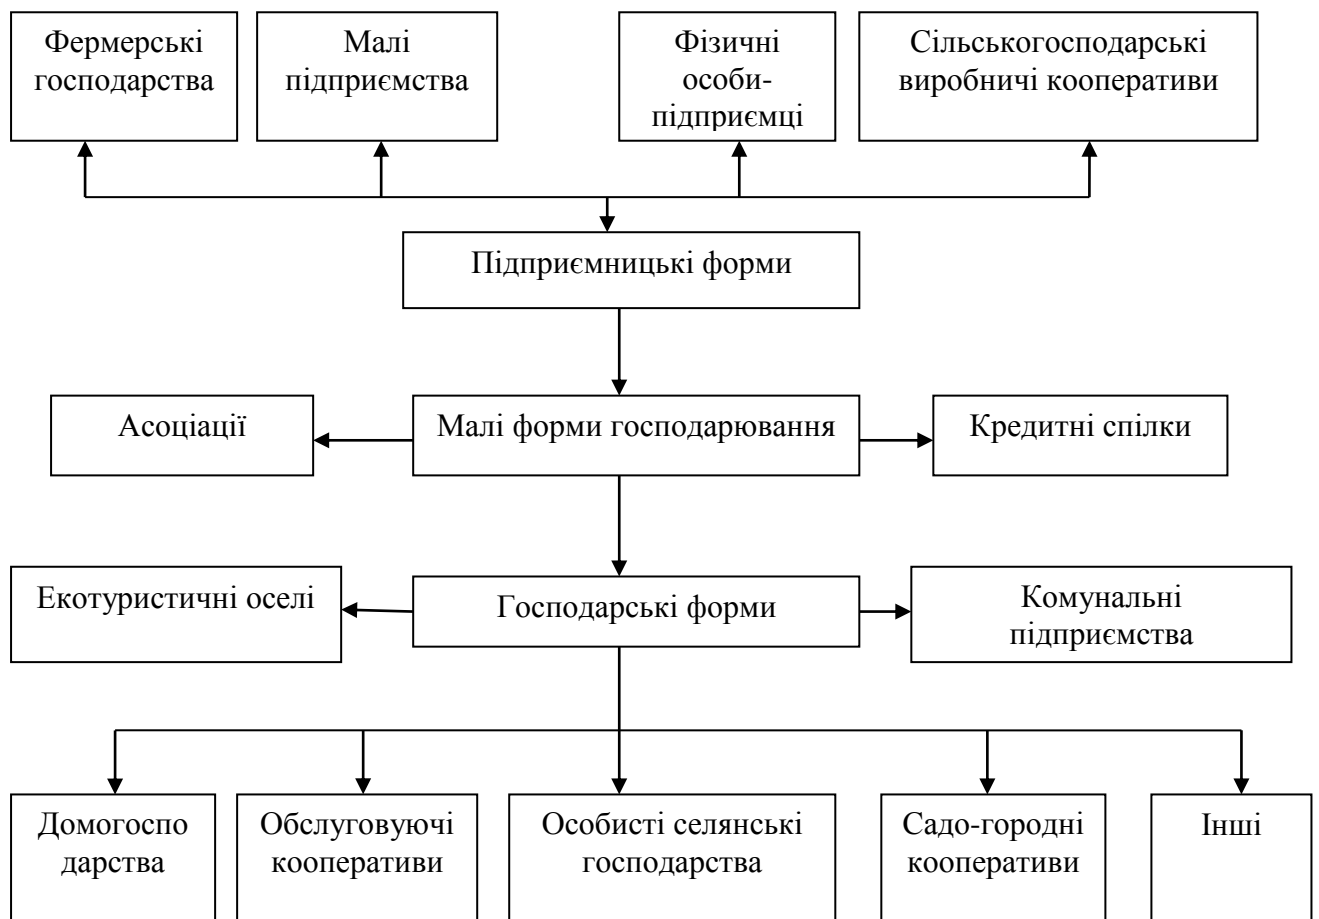 Фермерські
господарства
Малі
підприємства
Фізичні
особи-
підприємці
Сільськогосподарські
виробничі кооперативи
Підприємницькі форми
Асоціації
Малі форми господарювання
Кредитні спілки
Екотуристичні оселі
Господарські форми
Комунальні
підприємства
Домогоспо
дарства
Обслуговуючі
кооперативи
Особисті селянські
господарства
Садо-городні
кооперативи
Інші